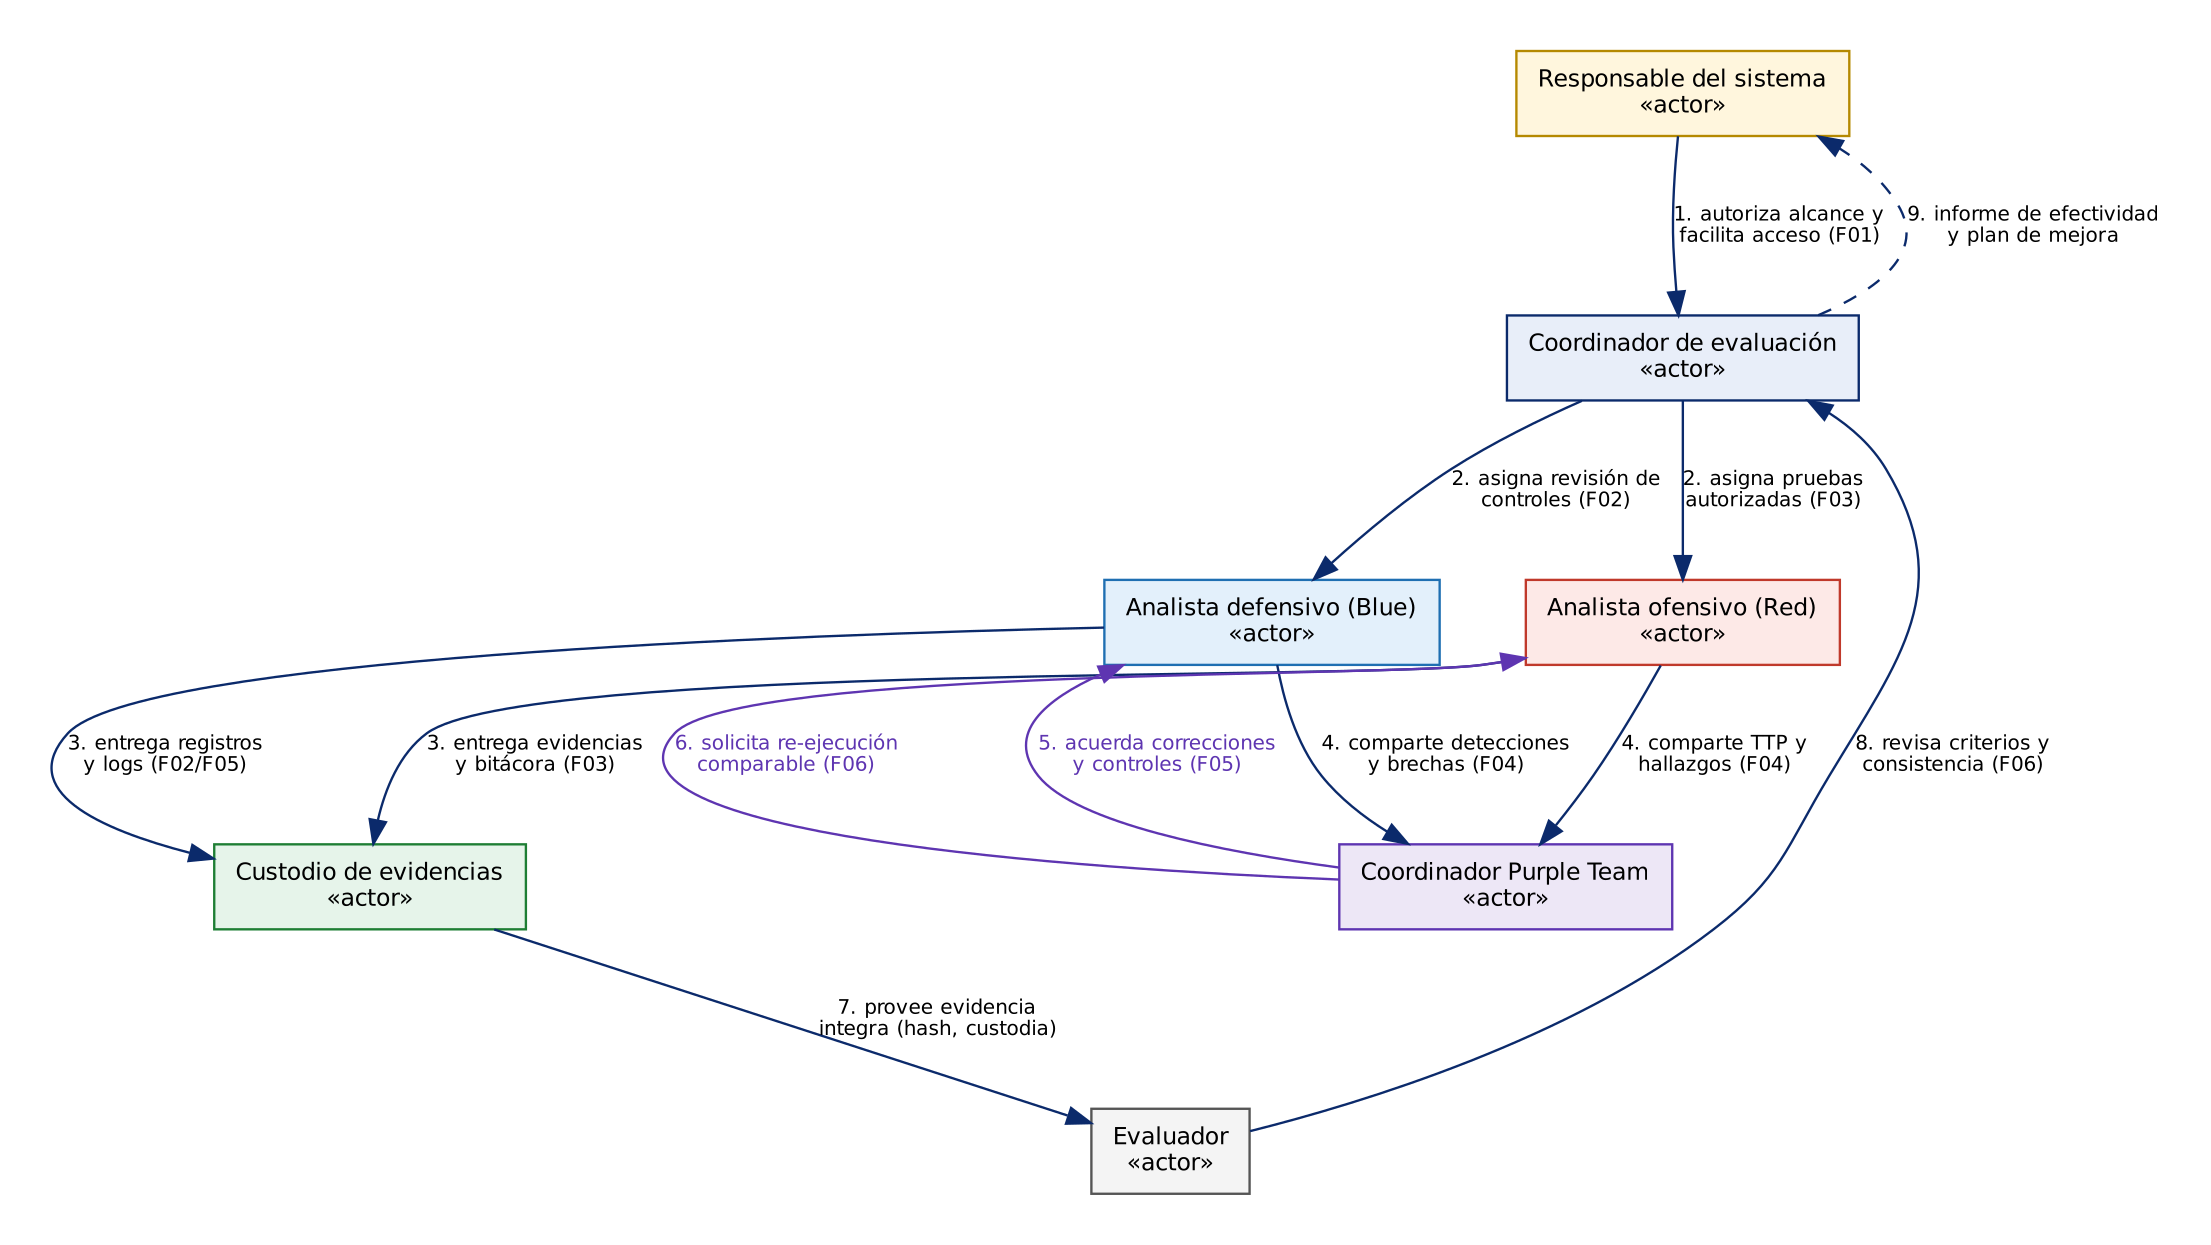 Responsable del sistema
«actor»
1. autoriza alcance y
facilita acceso (F01)
9. informe de efectividad
y plan de mejora
Coordinador de evaluación
«actor»
2. asigna revisión de
controles (F02)
2. asigna pruebas
autorizadas (F03)
Analista defensivo (Blue)
«actor»
Analista ofensivo (Red)
«actor»
3. entrega registros
y logs (F02/F05)
3. entrega evidencias
y bitácora (F03)
6. solicita re-ejecución
comparable (F06)
5. acuerda correcciones
y controles (F05)
4. comparte detecciones
y brechas (F04)
4. comparte TTP y
hallazgos (F04)
8. revisa criterios y
consistencia (F06)
Custodio de evidencias
«actor»
Coordinador Purple Team
«actor»
7. provee evidencia
integra (hash, custodia)
Evaluador
«actor»